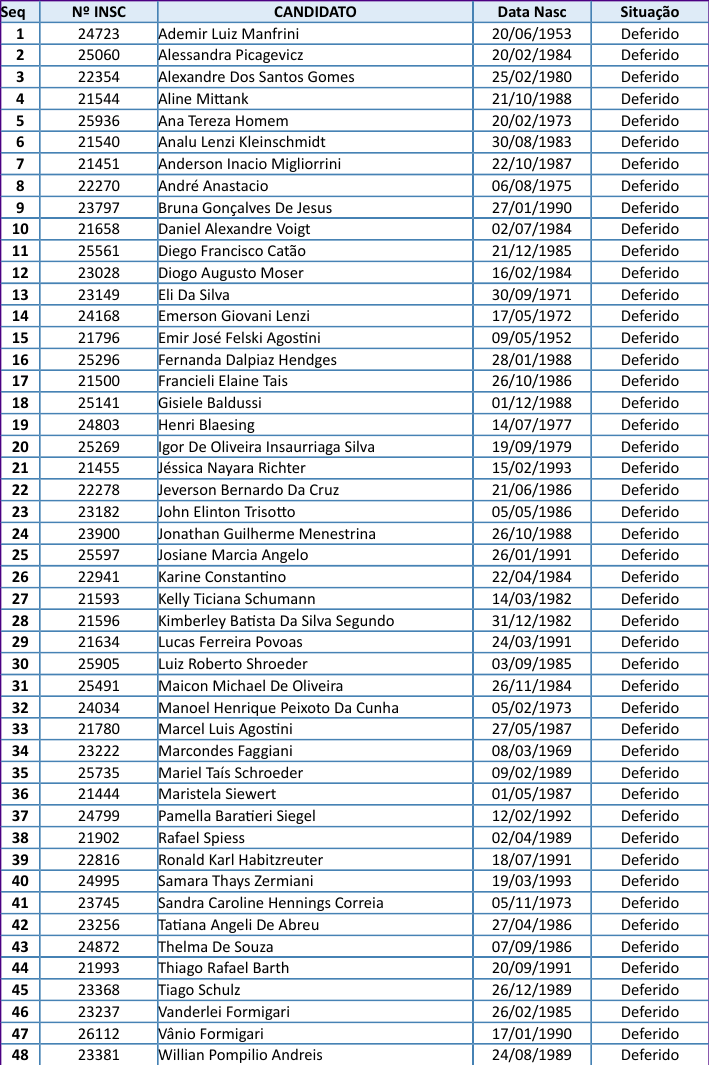 Seq Nº INSC CANDIDATO Data Nasc Situação
1 24723 Ademir Luiz Manfrini 20/06/1953 Deferido
2 25060 Alessandra Picagevicz 20/02/1984 Deferido
3 22354 Alexandre Dos Santos Gomes 25/02/1980 Deferido
4 21544 Aline Mittank 21/10/1988 Deferido
5 25936 Ana Tereza Homem 20/02/1973 Deferido
6 21540 Analu Lenzi Kleinschmidt 30/08/1983 Deferido
7 21451 Anderson Inacio Migliorrini 22/10/1987 Deferido
8 22270 André Anastacio 06/08/1975 Deferido
9 23797 Bruna Gonçalves De Jesus 27/01/1990 Deferido
10 21658 Daniel Alexandre Voigt 02/07/1984 Deferido
11 25561 Diego Francisco Catão 21/12/1985 Deferido
12 23028 Diogo Augusto Moser 16/02/1984 Deferido
13 23149 Eli Da Silva 30/09/1971 Deferido
14 24168 Emerson Giovani Lenzi 17/05/1972 Deferido
15 21796 Emir José Felski Agostini 09/05/1952 Deferido
16 25296 Fernanda Dalpiaz Hendges 28/01/1988 Deferido
17 21500 Francieli Elaine Tais 26/10/1986 Deferido
18 25141 Gisiele Baldussi 01/12/1988 Deferido
19 24803 Henri Blaesing 14/07/1977 Deferido
20 25269 Igor De Oliveira Insaurriaga Silva 19/09/1979 Deferido
21 21455 Jéssica Nayara Richter 15/02/1993 Deferido
22 22278 Jeverson Bernardo Da Cruz 21/06/1986 Deferido
23 23182 John Elinton Trisotto 05/05/1986 Deferido
24 23900 Jonathan Guilherme Menestrina 26/10/1988 Deferido
25 25597 Josiane Marcia Angelo 26/01/1991 Deferido
26 22941 Karine Constantino 22/04/1984 Deferido
27 21593 Kelly Ticiana Schumann 14/03/1982 Deferido
28 21596 Kimberley Batista Da Silva Segundo 31/12/1982 Deferido
29 21634 Lucas Ferreira Povoas 24/03/1991 Deferido
30 25905 Luiz Roberto Shroeder 03/09/1985 Deferido
31 25491 Maicon Michael De Oliveira 26/11/1984 Deferido
32 24034 Manoel Henrique Peixoto Da Cunha 05/02/1973 Deferido
33 21780 Marcel Luis Agostini 27/05/1987 Deferido
34 23222 Marcondes Faggiani 08/03/1969 Deferido
35 25735 Mariel Taís Schroeder 09/02/1989 Deferido
36 21444 Maristela Siewert 01/05/1987 Deferido
37 24799 Pamella Baratieri Siegel 12/02/1992 Deferido
38 21902 Rafael Spiess 02/04/1989 Deferido
39 22816 Ronald Karl Habitzreuter 18/07/1991 Deferido
40 24995 Samara Thays Zermiani 19/03/1993 Deferido
41 23745 Sandra Caroline Hennings Correia 05/11/1973 Deferido
42 23256 Tatiana Angeli De Abreu 27/04/1986 Deferido
43 24872 Thelma De Souza 07/09/1986 Deferido
44 21993 Thiago Rafael Barth 20/09/1991 Deferido
45 23368 Tiago Schulz 26/12/1989 Deferido
46 23237 Vanderlei Formigari 26/02/1985 Deferido
47 26112 Vânio Formigari 17/01/1990 Deferido
48 23381 Willian Pompilio Andreis 24/08/1989 Deferido